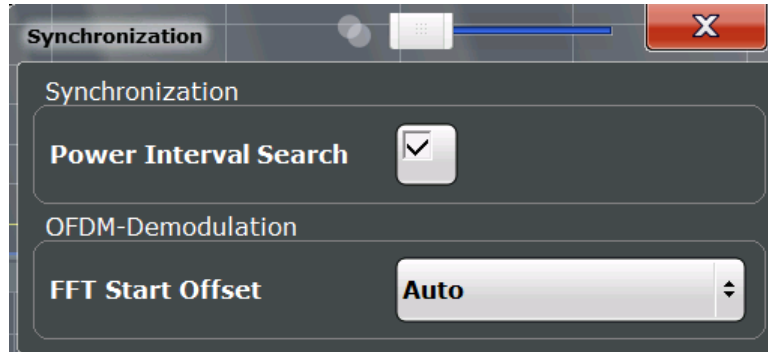 Synchronization
Synchronization
Power Interval Search
OFDM-Demodulation
FFT Start Offset Auto